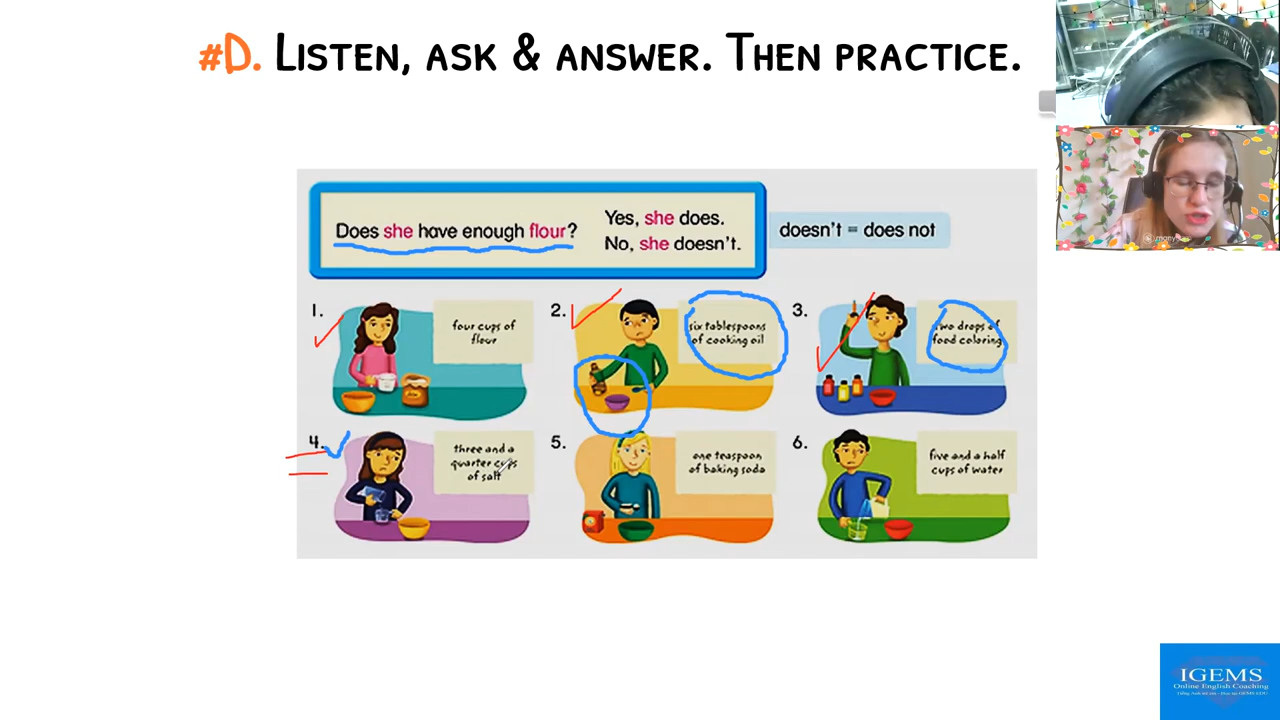 #D. LISTEN, ASK & ANSWER. THEN PRACTICE.
Does she have enough flour?
Yes, she does.
No, she doesn't.
doesn't = does not
1.
four cups of
flour
2.
six tablespoons
of cooking oil
3.
two drops of
food coloring
4.
three and a
quarter cups
of salt
5.
one teaspoon
of baking soda
6.
five and a half
cups of water
IGEMS
Online English Coaching